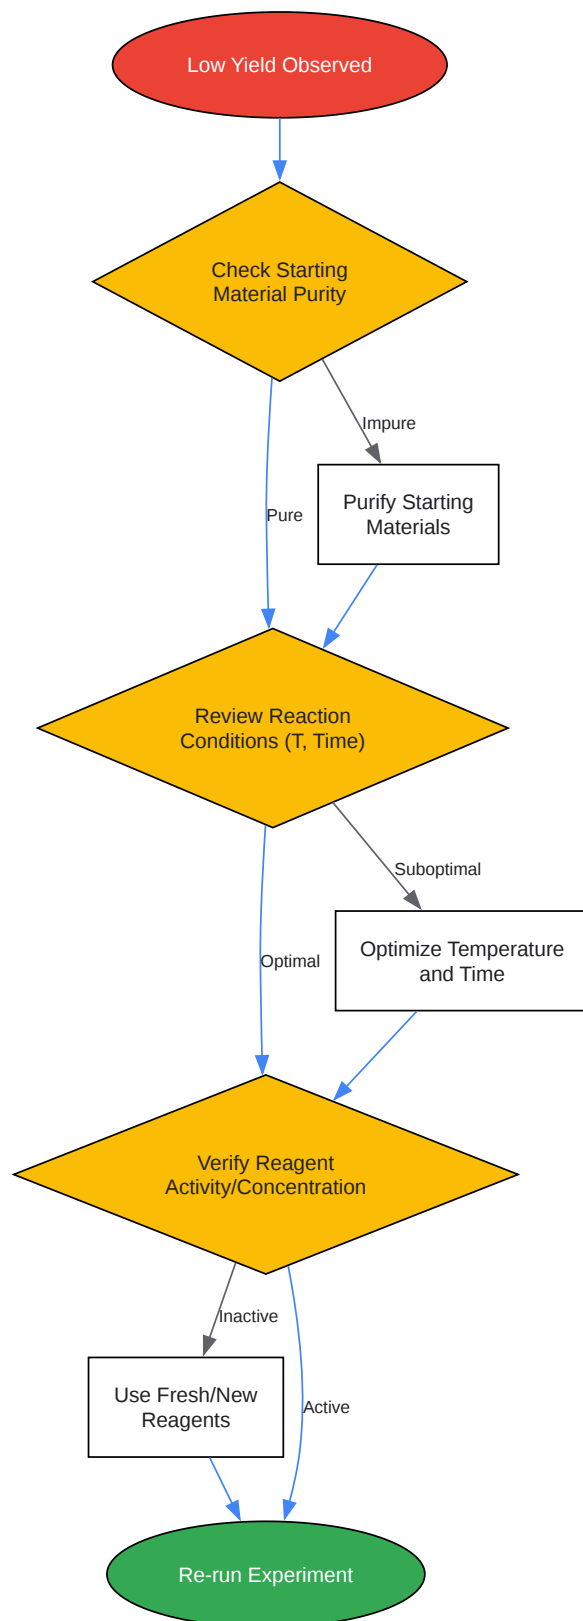 Low Yield Observed
Check Starting
Material Purity
Impure
Purify Starting
Materials
Pure
Review Reaction
Conditions (T, Time)
Suboptimal
Optimize Temperature
and Time
Optimal
Verify Reagent
Activity/Concentration
Inactive
Use Fresh/New
Reagents
Active
Re-run Experiment